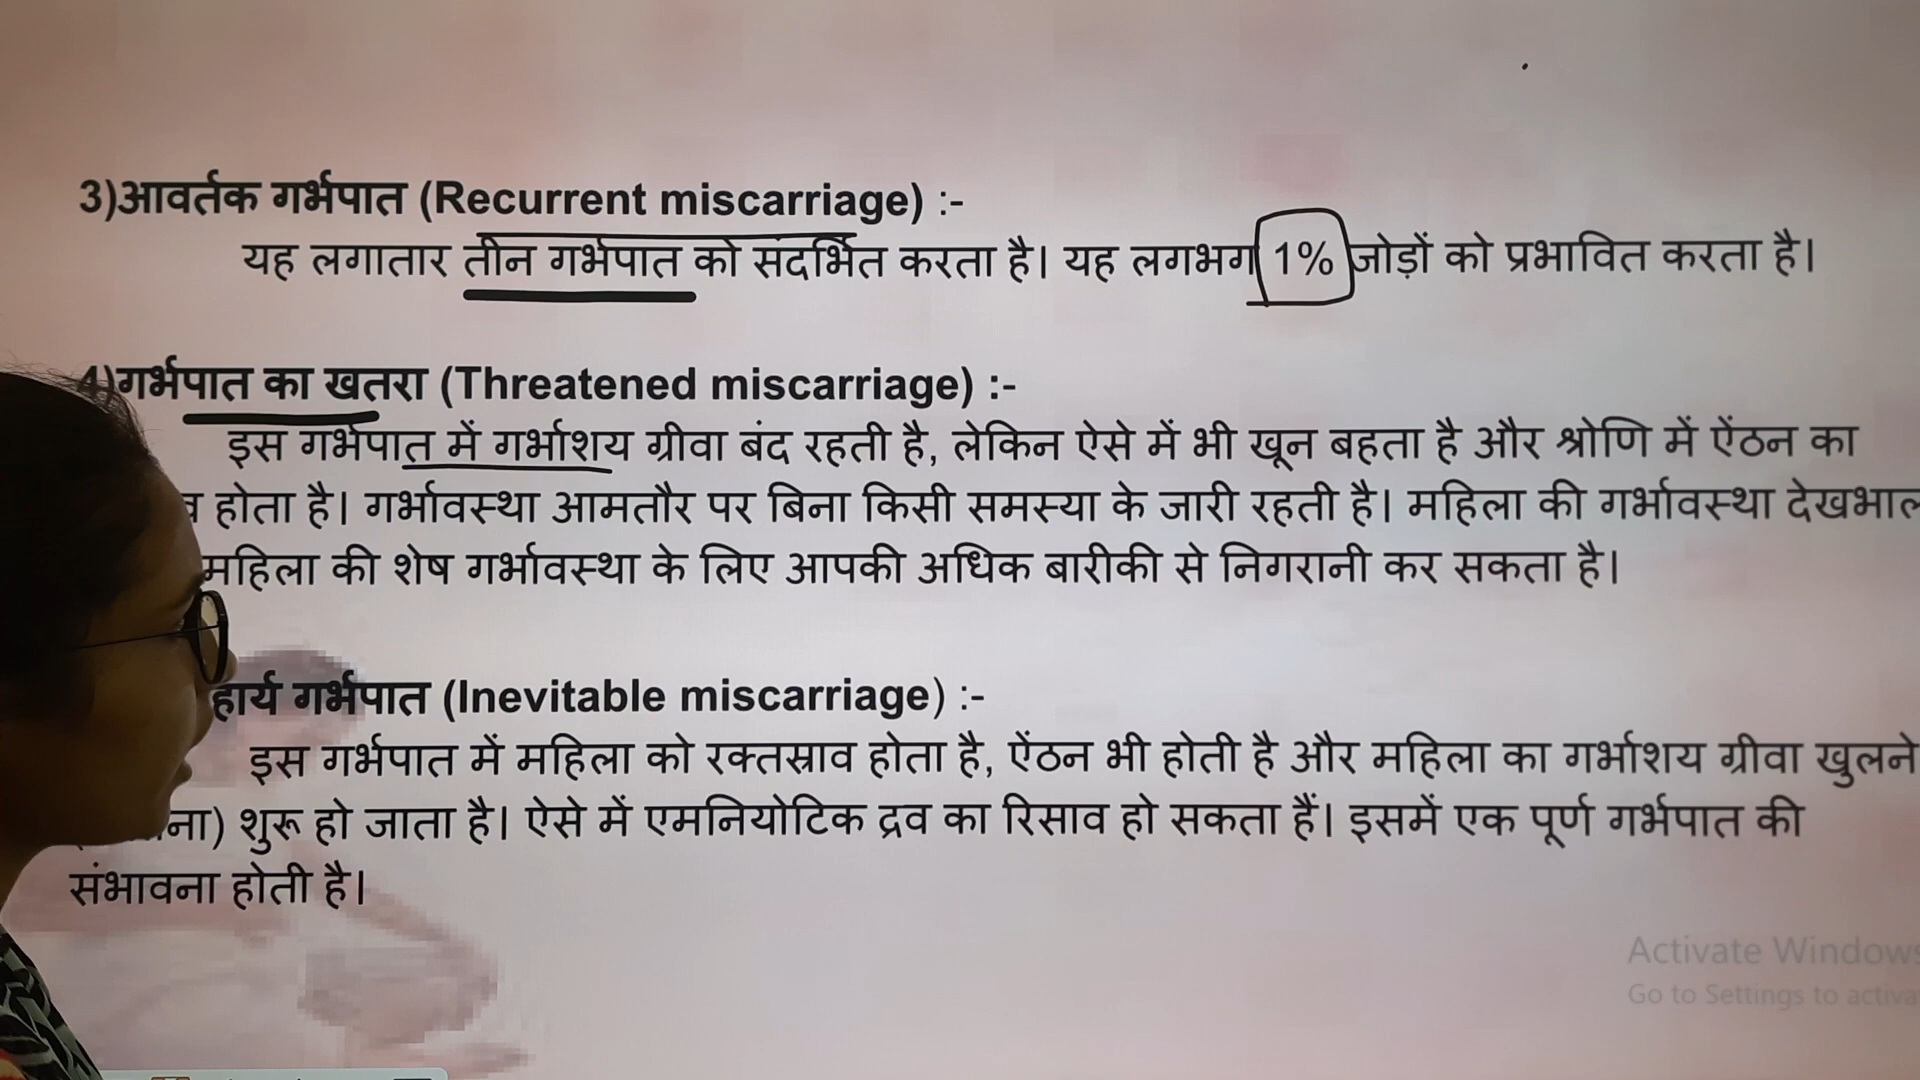 3)आवर्तक गर्भपात (Recurrent miscarriage) :-
यह लगातार तीन गर्भपात को संदर्भित करता है। यह लगभग 1% जोड़ों को प्रभावित करता है।
4)गर्भपात का खतरा (Threatened miscarriage) :-
इस गर्भपात में गर्भाशय ग्रीवा बंद रहती है, लेकिन ऐसे में भी खून बहता है और श्रोणि में ऐंठन का
होता है। गर्भावस्था आमतौर पर बिना किसी समस्या के जारी रहती है। महिला की गर्भावस्था देखभाल
महिला की शेष गर्भावस्था के लिए आपकी अधिक बारीकी से निगरानी कर सकता है।
गर्भपात (Inevitable miscarriage) :-
इस गर्भपात में महिला को रक्तस्राव होता है, ऐंठन भी होती है और महिला का गर्भाशय ग्रीवा खुलने
शुरू हो जाता है। ऐसे में एमनियोटिक द्रव का रिसाव हो सकता हैं। इसमें एक पूर्ण गर्भपात की
संभावना होती है।
Activate Windows
Go to Settings to